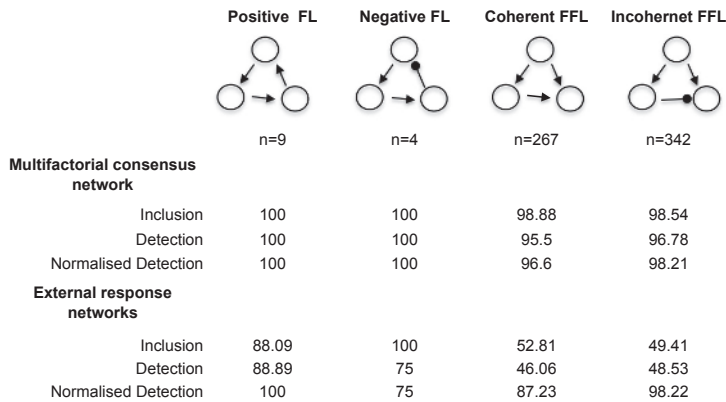 Positive FL Negative FL Coherent FFL Incohernet FFL
n=9 n=4 n=267 n=342
Multifactorial consensus
network
Inclusion 100 100 98.88 98.54
Detection 100 100 95.5 96.78
Normalised Detection 100 100 96.6 98.21
External response
networks
Inclusion 88.09 100 52.81 49.41
Detection 88.89 75 46.06 48.53
Normalised Detection 100 75 87.23 98.22